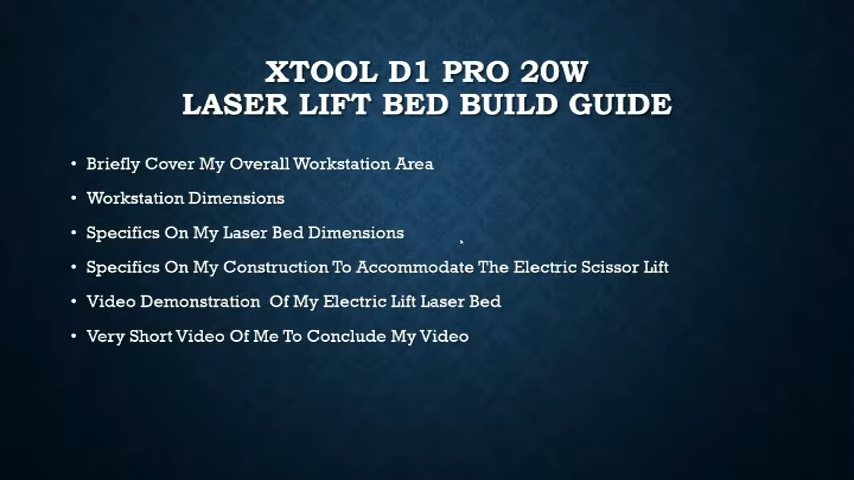 XTOOL D1 PRO 20W
LASER LIFT BED BUILD GUIDE
• Briefly Cover My Overall Workstation Area
• Workstation Dimensions
• Specifics On My Laser Bed Dimensions
• Specifics On My Construction To Accommodate The Electric Scissor Lift
• Video Demonstration  Of My Electric Lift Laser Bed
• Very Short Video Of Me To Conclude My Video